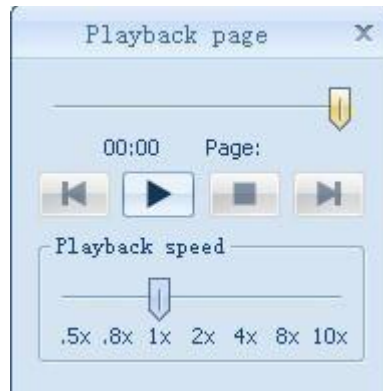 Playback page
00:00 Page:
Playback speed
.5x .8x 1x 2x 4x 8x 10x